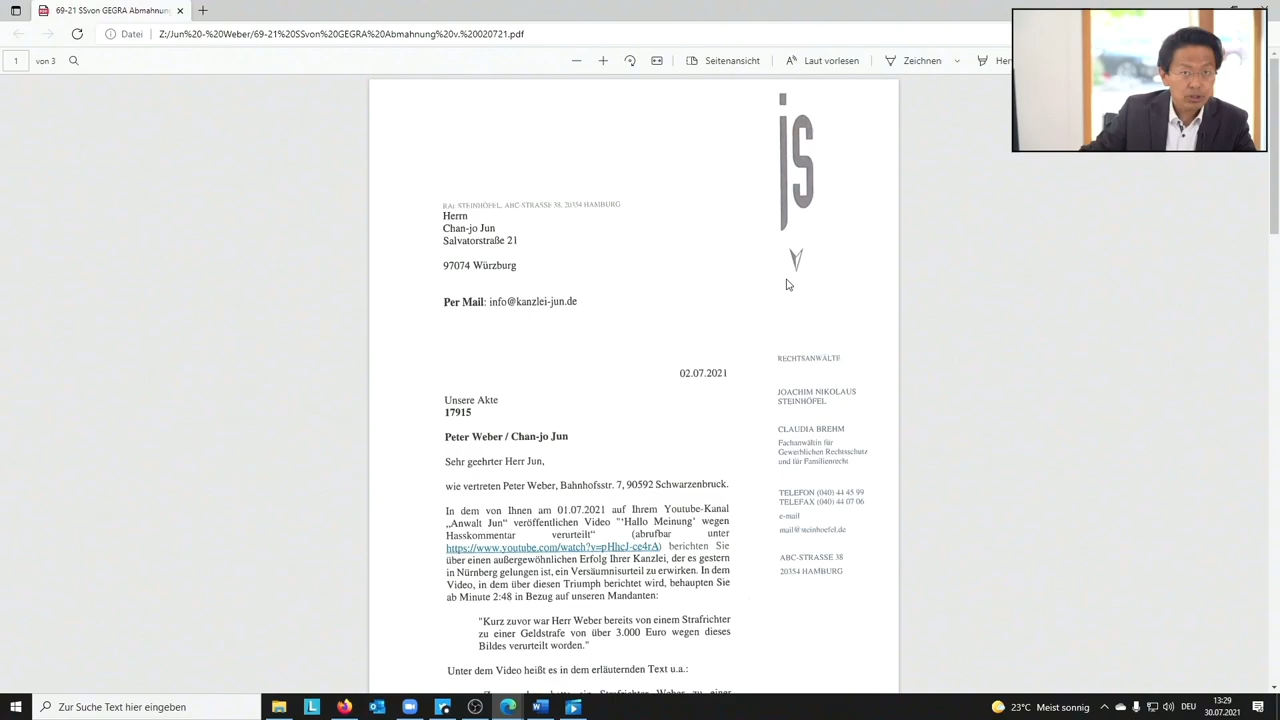 69-21 SSvon GEGRA Abmahnung
Datei Z:/Jun%20-%20Weber/69-21%20SSvon%20GEGRA%20Abmahnung%20v.%20020721.pdf
1 von 3 Seitenansicht Laut vorlesen Zeichnen
js
RAe STEINHÖFEL, ABC-STRASSE 38, 20354 HAMBURG
Herrn
Chan-jo Jun
Salvatorstraße 21
97074 Würzburg
Per Mail: info@kanzlei-jun.de
RECHTSANWÄLTE
02.07.2021
JOACHIM NIKOLAUS
STEINHÖFEL
Unsere Akte
17915
CLAUDIA BREHM
Fachanwältin für
Gewerblichen Rechtsschutz
und für Familienrecht
Peter Weber / Chan-jo Jun
Sehr geehrter Herr Jun,
wie vertreten Peter Weber, Bahnhofsstr. 7, 90592 Schwarzenbruck.
TELEFON (040) 44 45 99
TELEFAX (040) 44 07 06
e-mail
mail@steinhoefel.de
ABC-STRASSE 38
20354 HAMBURG
In dem von Ihnen am 01.07.2021 auf Ihrem Youtube-Kanal
„Anwalt Jun“ veröffentlichen Video "'Hallo Meinung' wegen
Hasskommentar verurteilt“ (abrufbar unter
https://www.youtube.com/watch?v=pHhcJ-ce4rA) berichten Sie
über einen außergewöhnlichen Erfolg Ihrer Kanzlei, der es gestern
in Nürnberg gelungen ist, ein Versäumnisurteil zu erwirken. In dem
Video, in dem über diesen Triumph berichtet wird, behaupten Sie
ab Minute 2:48 in Bezug auf unseren Mandanten:
"Kurz zuvor war Herr Weber bereits von einem Strafrichter
zu einer Geldstrafe von über 3.000 Euro wegen dieses
Bildes verurteilt worden."
Unter dem Video heißt es in dem erläuternden Text u.a.:
Zur Suche Text hier eingeben
23°C Meist sonnig DEU 13:29
30.07.2021